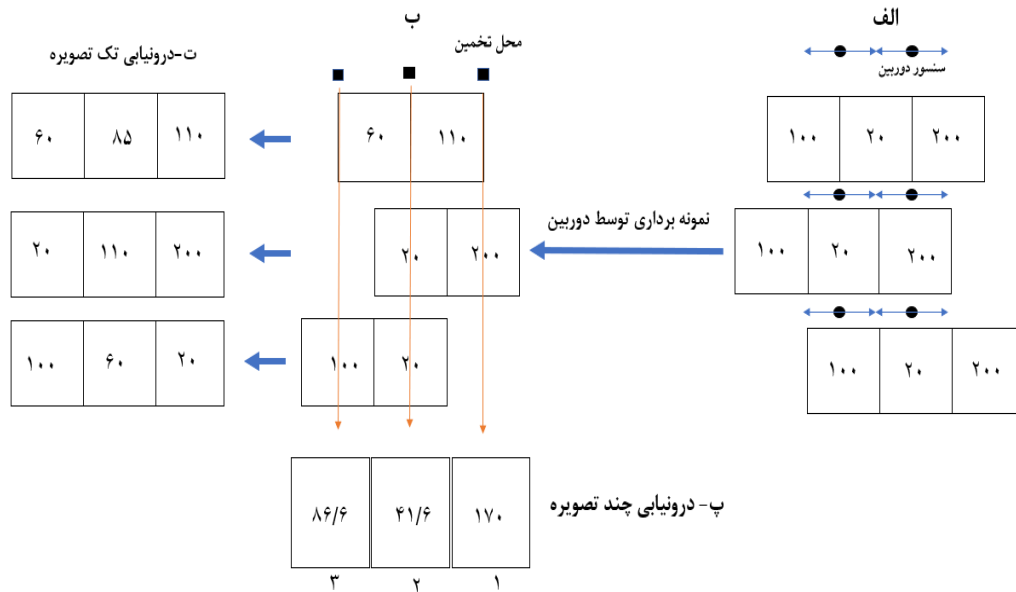 الف
سنسور دوربین
۱۰۰ ۲۰ ۲۰۰
۱۰۰ ۲۰ ۲۰۰
۱۰۰ ۲۰ ۲۰۰
نمونه برداری توسط دوربین
ب
محل تخمین
۶۰ ۱۱۰
۲۰ ۲۰۰
۱۰۰ ۲۰
ت-درونیابی تک تصویره
۶۰ ۸۵ ۱۱۰
۲۰ ۱۱۰ ۲۰۰
۱۰۰ ۶۰ ۲۰
پ- درونیابی چند تصویره
۸۶/۶ ۴۱/۶ ۱۷۰
۳ ۲ ۱